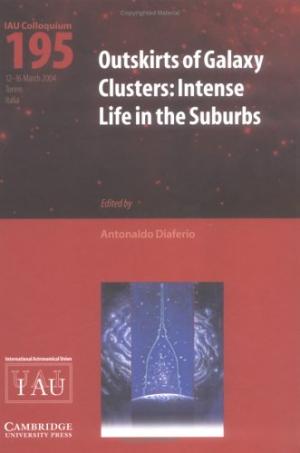 IAU Colloquium
195
12–16 March 2004
Torino
Italia
Outskirts of Galaxy
Clusters: Intense
Life in the Suburbs
Edited by
Antonaldo Diaferio
International Astronomical Union
UAI
IAU
CAMBRIDGE
UNIVERSITY PRESS